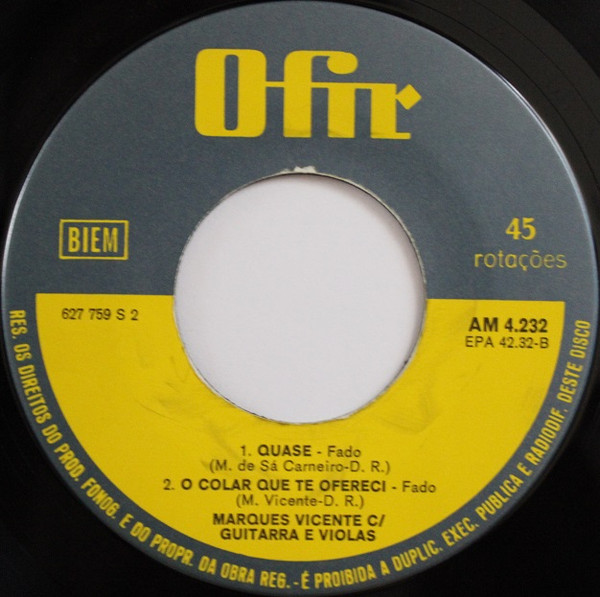 Ofir
BIEM
45
rotações
627 759 S 2
AM 4.232
EPA 42.32-B
1. QUASE - Fado
(M. de Sá Carneiro-D. R.)
2. O COLAR QUE TE OFERECI - Fado
(M. Vicente-D. R.)
MARQUES VICENTE C/
GUITARRA E VIOLAS
RES. OS DIREITOS DO PROD. FONOG. E DO PROPR. DA OBRA REG. - É PROIBIDA A DUPLIC. EXEC. PUBLICA E RADIODIF. DESTE DISCO